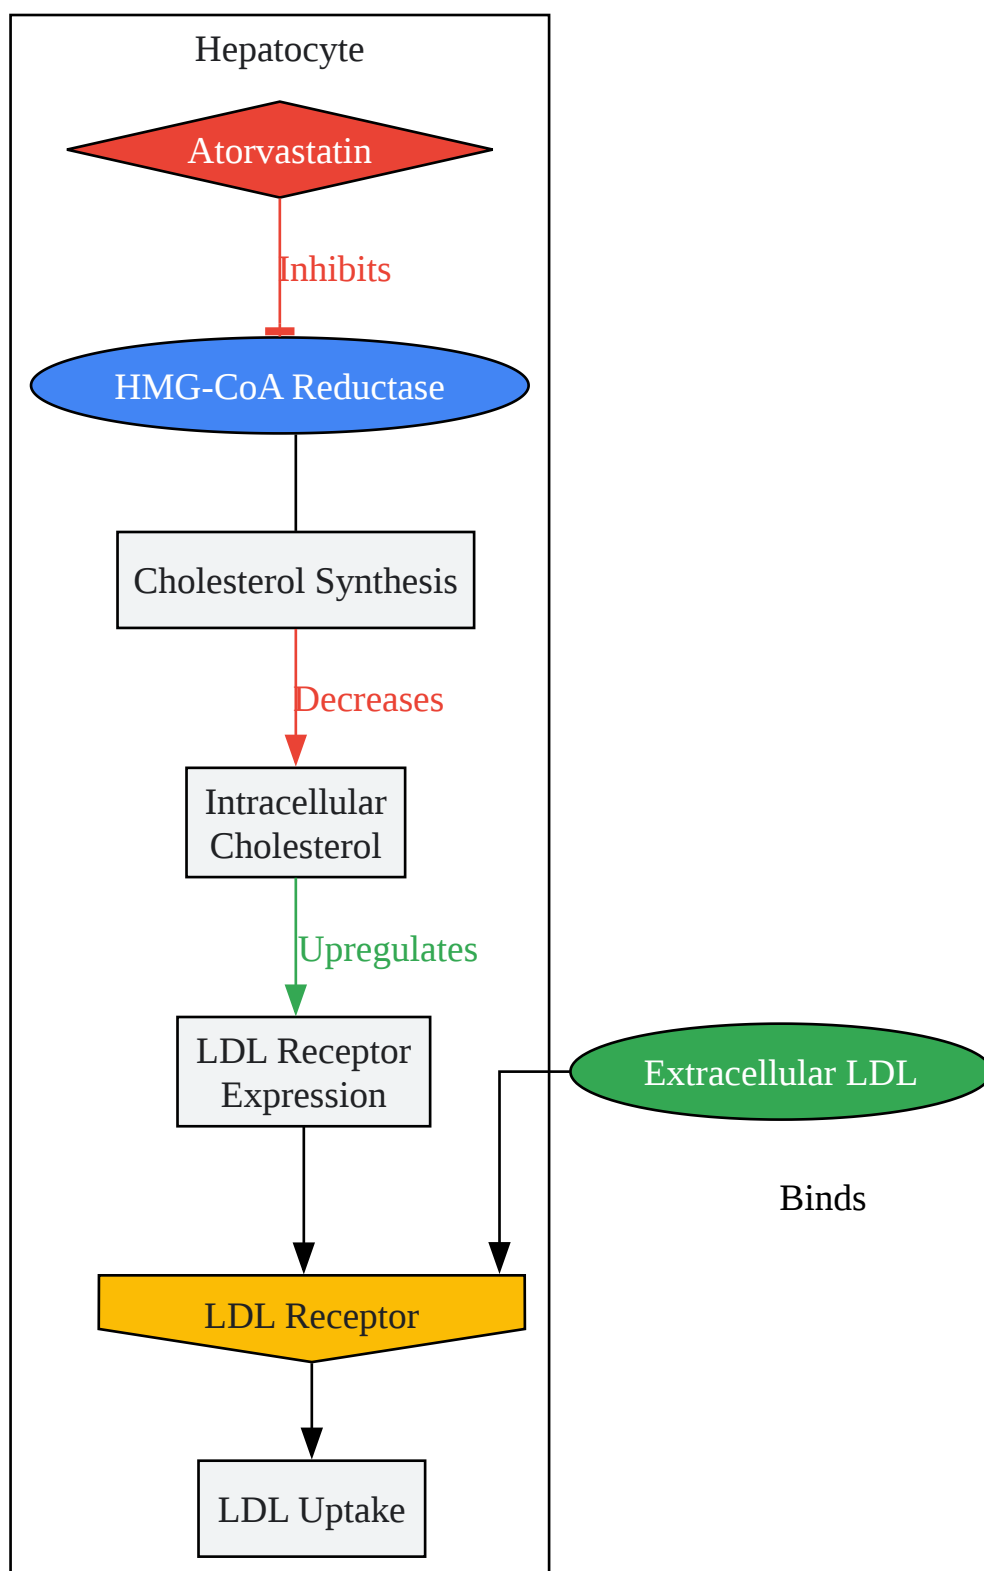 Hepatocyte
Atorvastatin
Inhibits
HMG-CoA Reductase
Cholesterol Synthesis
Decreases
Intracellular
Cholesterol
Upregulates
LDL Receptor
Expression
Extracellular LDL
Binds
LDL Receptor
LDL Uptake